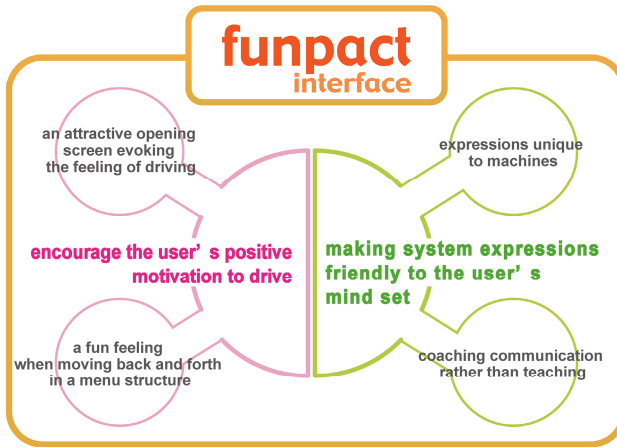 funpact
interface
an attractive opening
screen evoking
the feeling of driving
encourage the user's positive
motivation to drive
a fun feeling
when moving back and forth
in a menu structure
expressions unique
to machines
making system expressions
friendly to the user's
mind set
coaching communication
rather than teaching